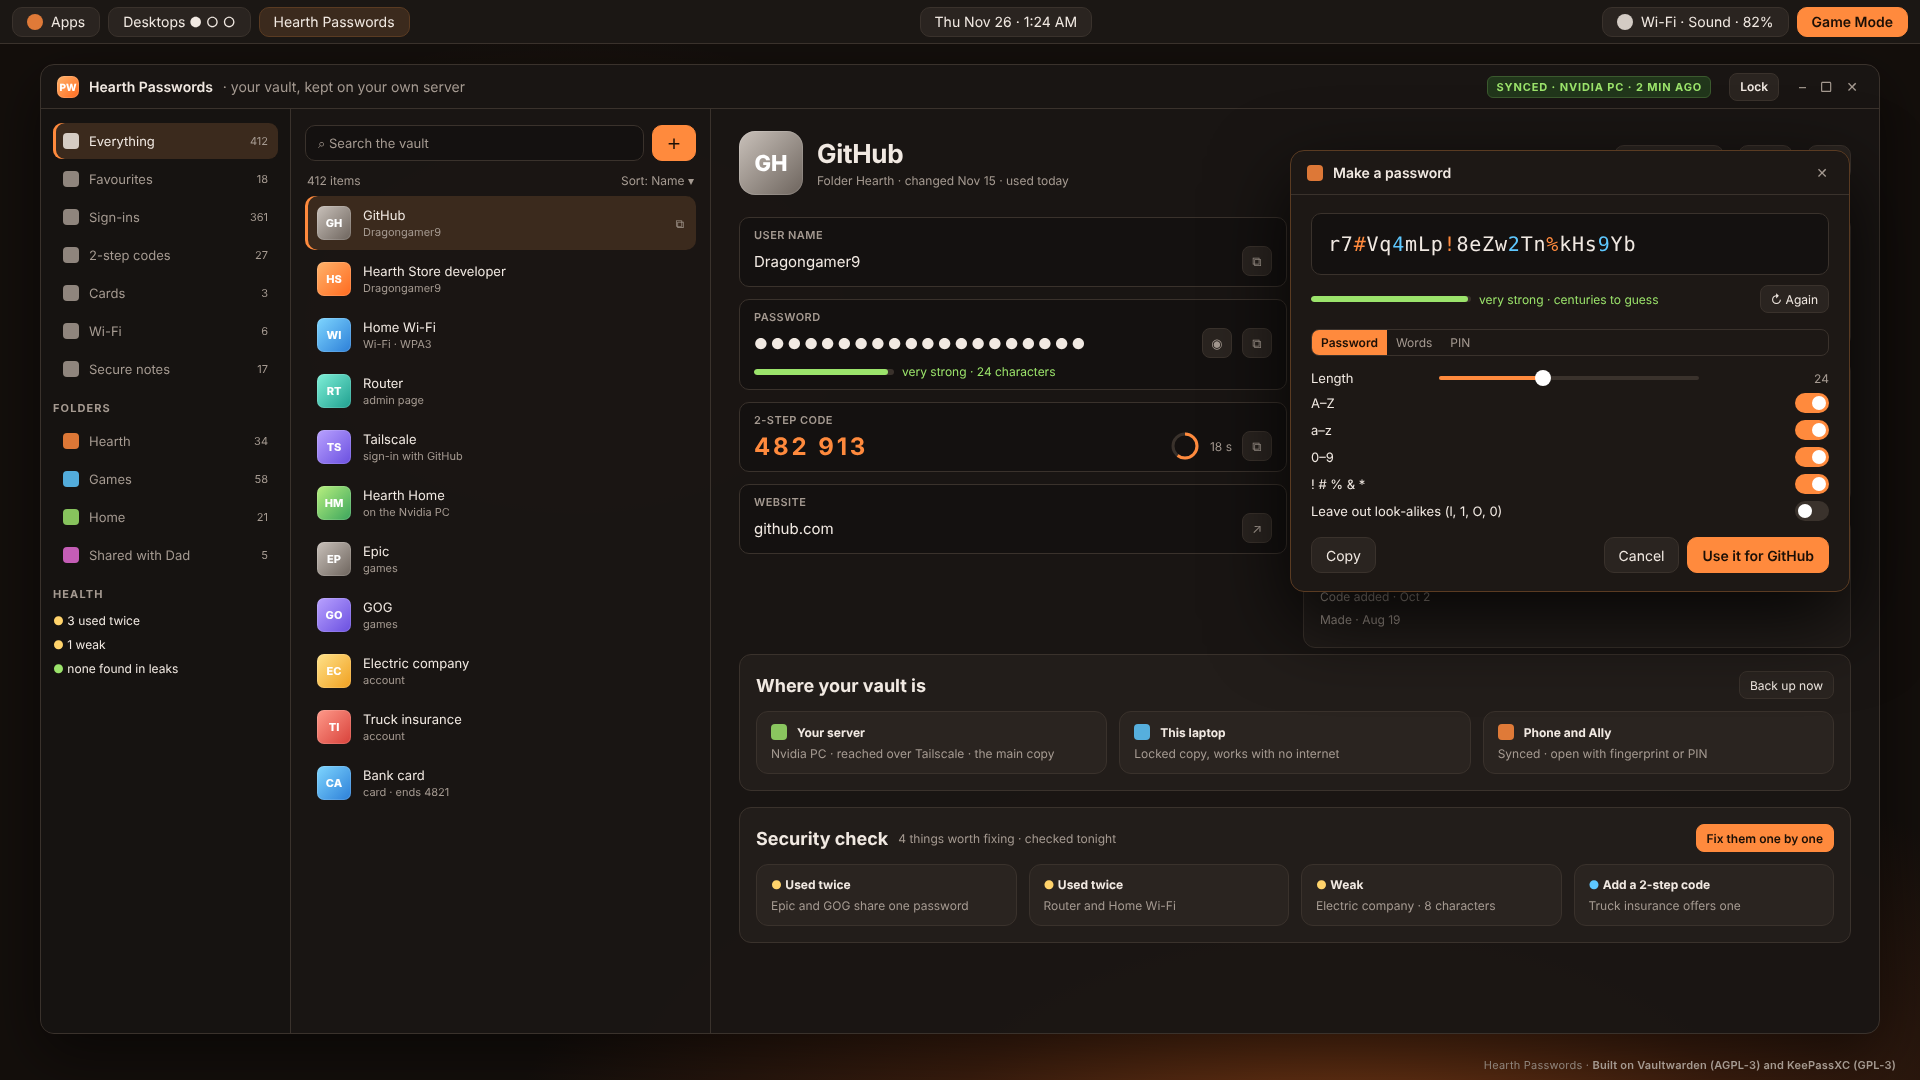 Apps
Desktops
Hearth Passwords
Thu Nov 26 · 1:24 AM
Wi-Fi · Sound · 82%
Game Mode
PW
Hearth Passwords · your vault, kept on your own server
SYNCED · NVIDIA PC · 2 MIN AGO
Lock
Everything 412
Favourites 18
Sign-ins 361
2-step codes 27
Cards 3
Wi-Fi 6
Secure notes 17
FOLDERS
Hearth 34
Games 58
Home 21
Shared with Dad 5
HEALTH
3 used twice
1 weak
none found in leaks
Search the vault
+
412 items
Sort: Name ▾
GH
GitHub
Dragongamer9
HS
Hearth Store developer
Dragongamer9
WI
Home Wi-Fi
Wi-Fi · WPA3
RT
Router
admin page
TS
Tailscale
sign-in with GitHub
HM
Hearth Home
on the Nvidia PC
EP
Epic
games
GO
GOG
games
EC
Electric company
account
TI
Truck insurance
account
CA
Bank card
card · ends 4821
GH
GitHub
Folder Hearth · changed Nov 15 · used today
USER NAME
Dragongamer9
PASSWORD
●●●●●●●●●●●●●●●●●●●●
very strong · 24 characters
2-STEP CODE
482 913
18 s
WEBSITE
github.com
Make a password
r7#Vq4mLp!8eZw2Tn%kHs9Yb
very strong · centuries to guess
↻ Again
Password
Words
PIN
Length 24
A–Z
a–z
0–9
! # % & *
Leave out look-alikes (l, 1, O, 0)
Copy
Cancel
Use it for GitHub
Code added · Oct 2
Made · Aug 19
Where your vault is
Back up now
Your server
Nvidia PC · reached over Tailscale · the main copy
This laptop
Locked copy, works with no internet
Phone and Ally
Synced · open with fingerprint or PIN
Security check 4 things worth fixing · checked tonight
Fix them one by one
Used twice
Epic and GOG share one password
Used twice
Router and Home Wi-Fi
Weak
Electric company · 8 characters
Add a 2-step code
Truck insurance offers one
Hearth Passwords · Built on Vaultwarden (AGPL-3) and KeePassXC (GPL-3)